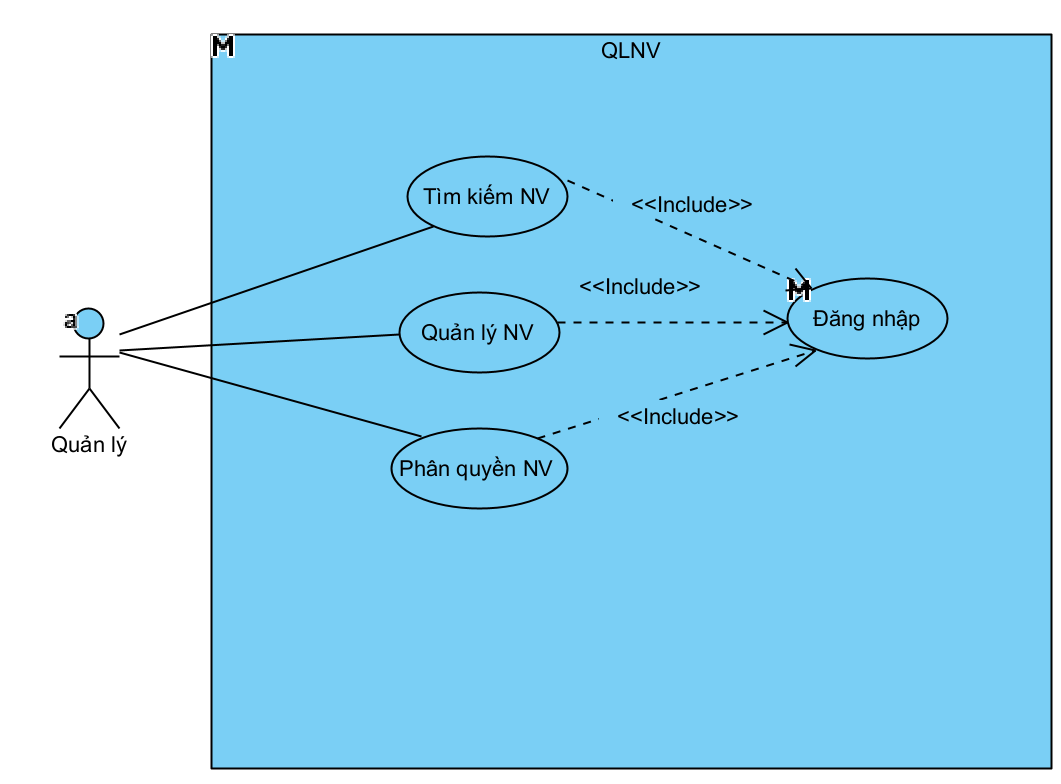 M
QLNV
Tìm kiếm NV
<<Include>>
<<Include>>
M
Đăng nhập
a
Quản lý NV
<<Include>>
Quản lý
Phân quyền NV